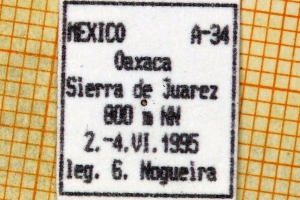 MEXICO A-34
Oaxaca
Sierra de Juarez
800 m NN
2.-4.VI.1995
leg. G. Nogueira